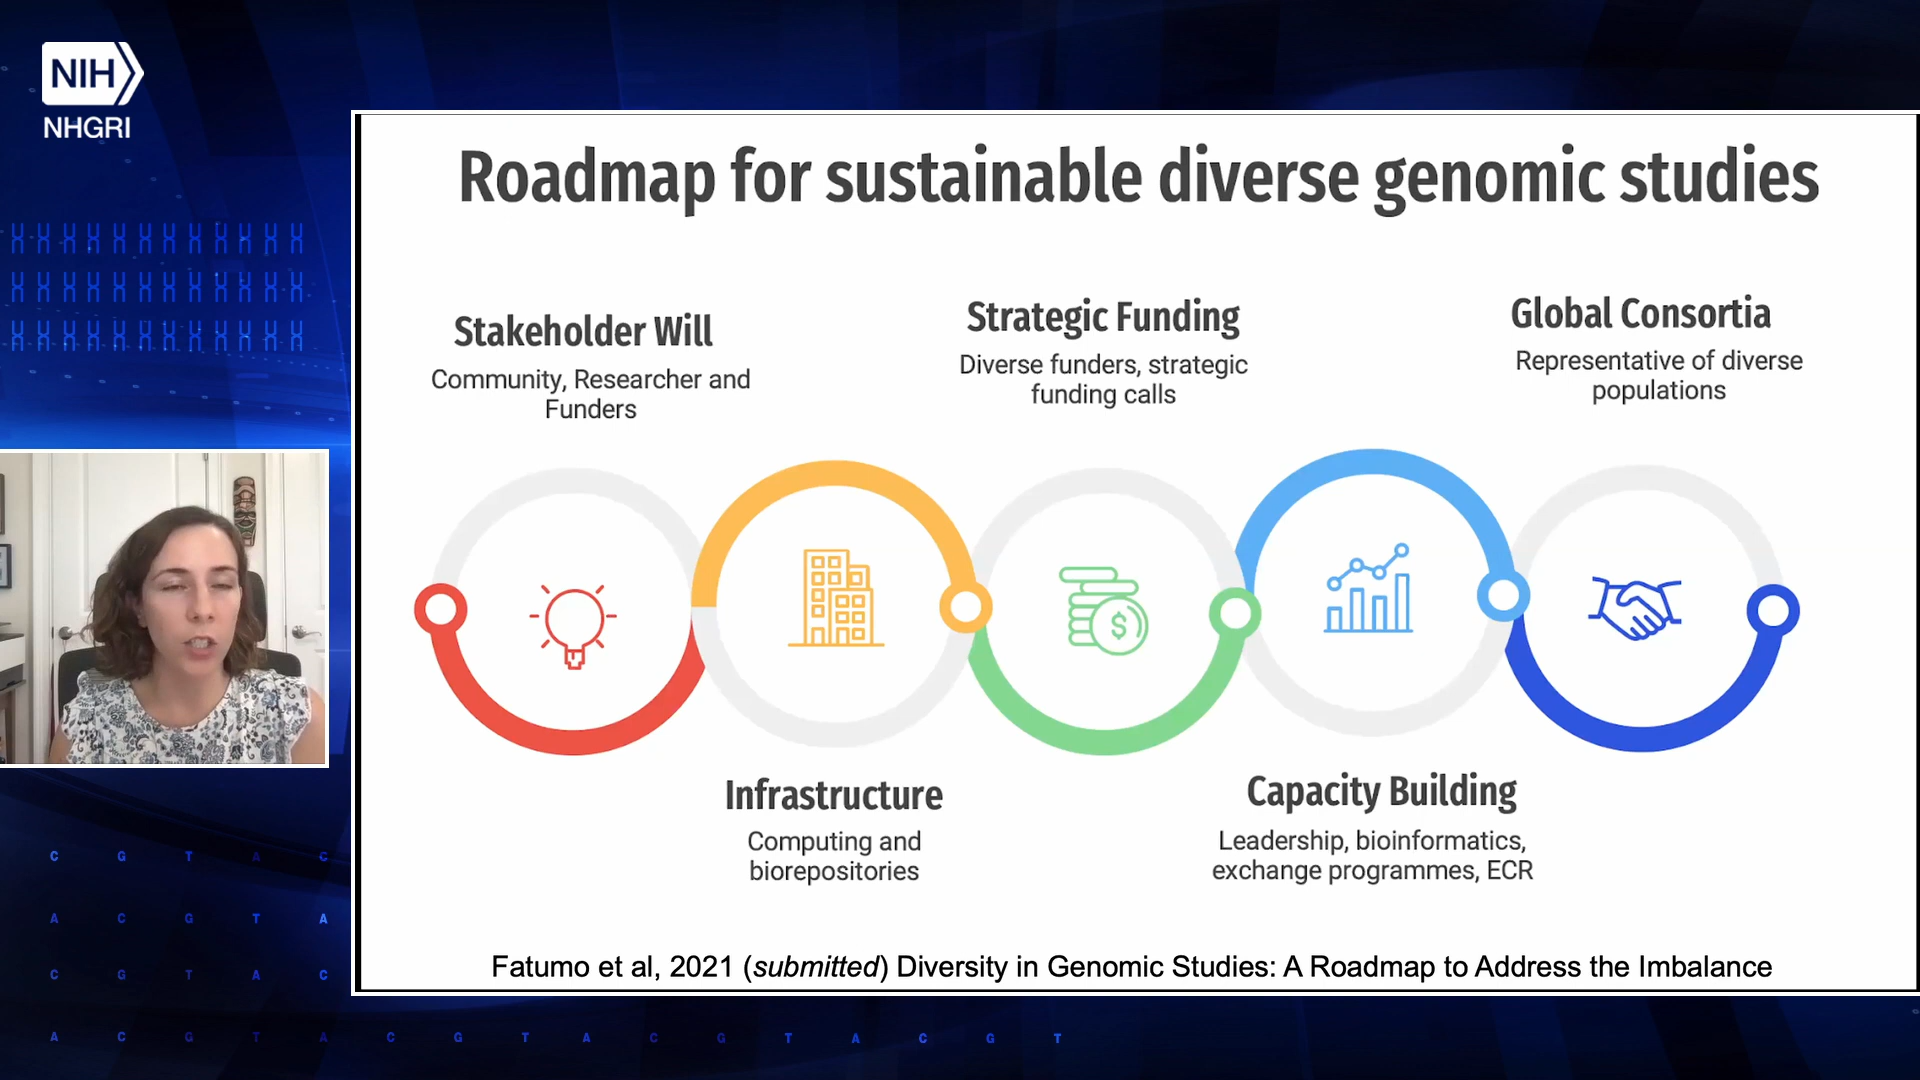 NIH
NHGRI
Roadmap for sustainable diverse genomic studies
Stakeholder Will
Community, Researcher and
Funders
Strategic Funding
Diverse funders, strategic
funding calls
Global Consortia
Representative of diverse
populations
$
Infrastructure
Computing and
biorepositories
Capacity Building
Leadership, bioinformatics,
exchange programmes, ECR
Fatumo et al, 2021 (submitted) Diversity in Genomic Studies: A Roadmap to Address the Imbalance
C G T A C
A C G T A
C G T A C
A C G T A C G T A C G T A C G T